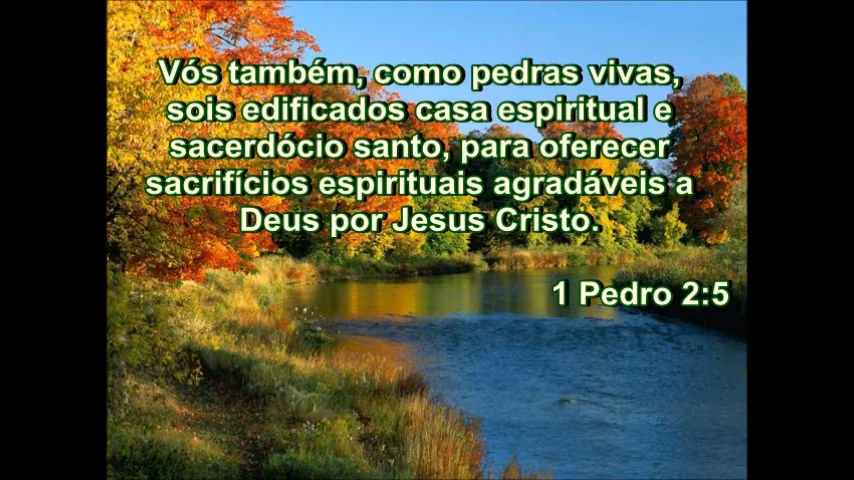 Vós também, como pedras vivas,
sois edificados casa espiritual e
sacerdócio santo, para oferecer
sacrifícios espirituais agradáveis a
Deus por Jesus Cristo.
1 Pedro 2:5